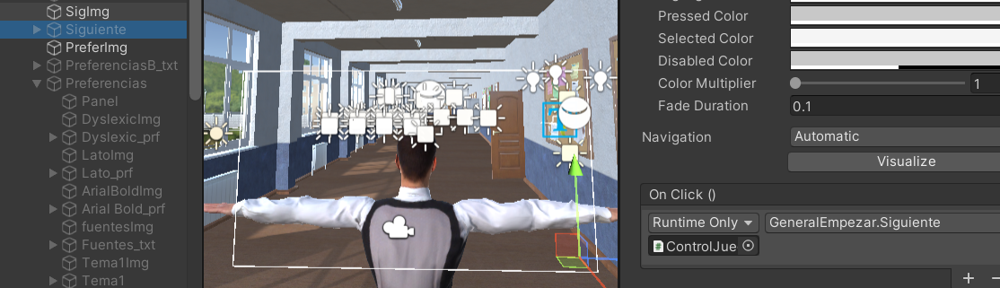 SigImg
Siguiente
PreferImg
PreferenciasB_txt
Preferencias
Panel
DyslexicImg
Dyslexic_prf
LatoImg
Lato_prf
ArialBoldImg
Arial Bold_prf
fuentesImg
Fuentes_txt
Tema1Img
Tema1
Pressed Color
Selected Color
Disabled Color
Color Multiplier
1
Fade Duration
0.1
Navigation
Automatic
Visualize
On Click ()
Runtime Only
GeneralEmpezar.Siguiente
ControlJue